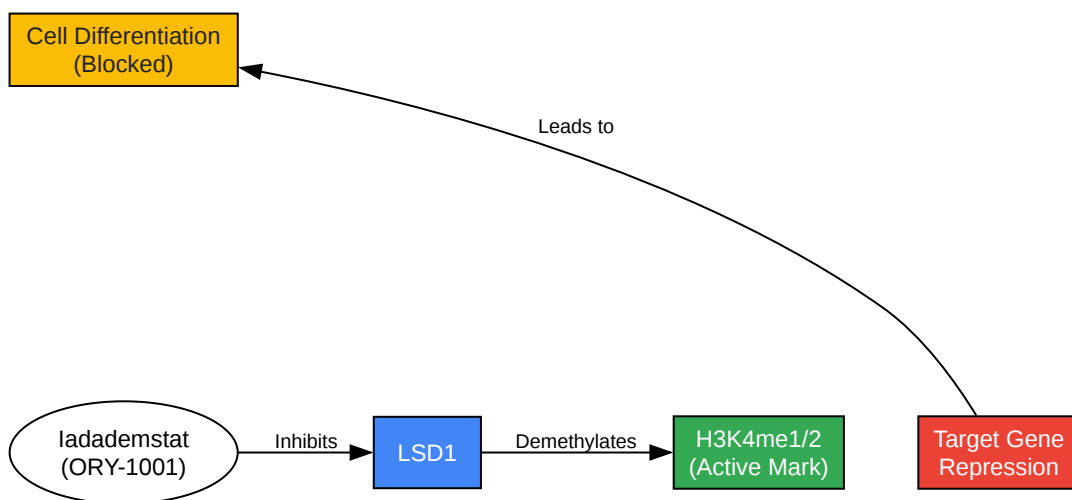 Cell Differentiation
(Blocked)
Leads to
Iadademstat
(ORY-1001)
Inhibits
LSD1
Demethylates
H3K4me1/2
(Active Mark)
Target Gene
Repression